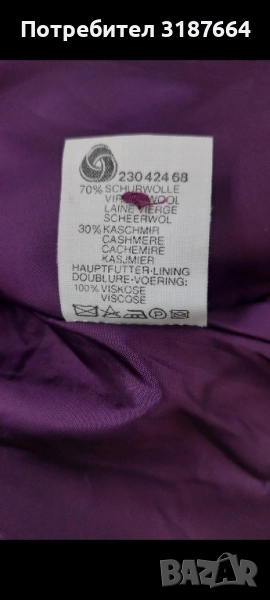 Потребител 3187664
230 424 68
70% SCHURWOLLE
VIRGIN WOOL
LAINE VIERGE
SCHEERWOL
30% KASCHMIR
CASHMERE
CACHEMIRE
KASJMIER
HAUPTFUTTER-LINING
DOUBLURE-VOERING:
100% VISKOSE
VISCOSE
P
BAZAR